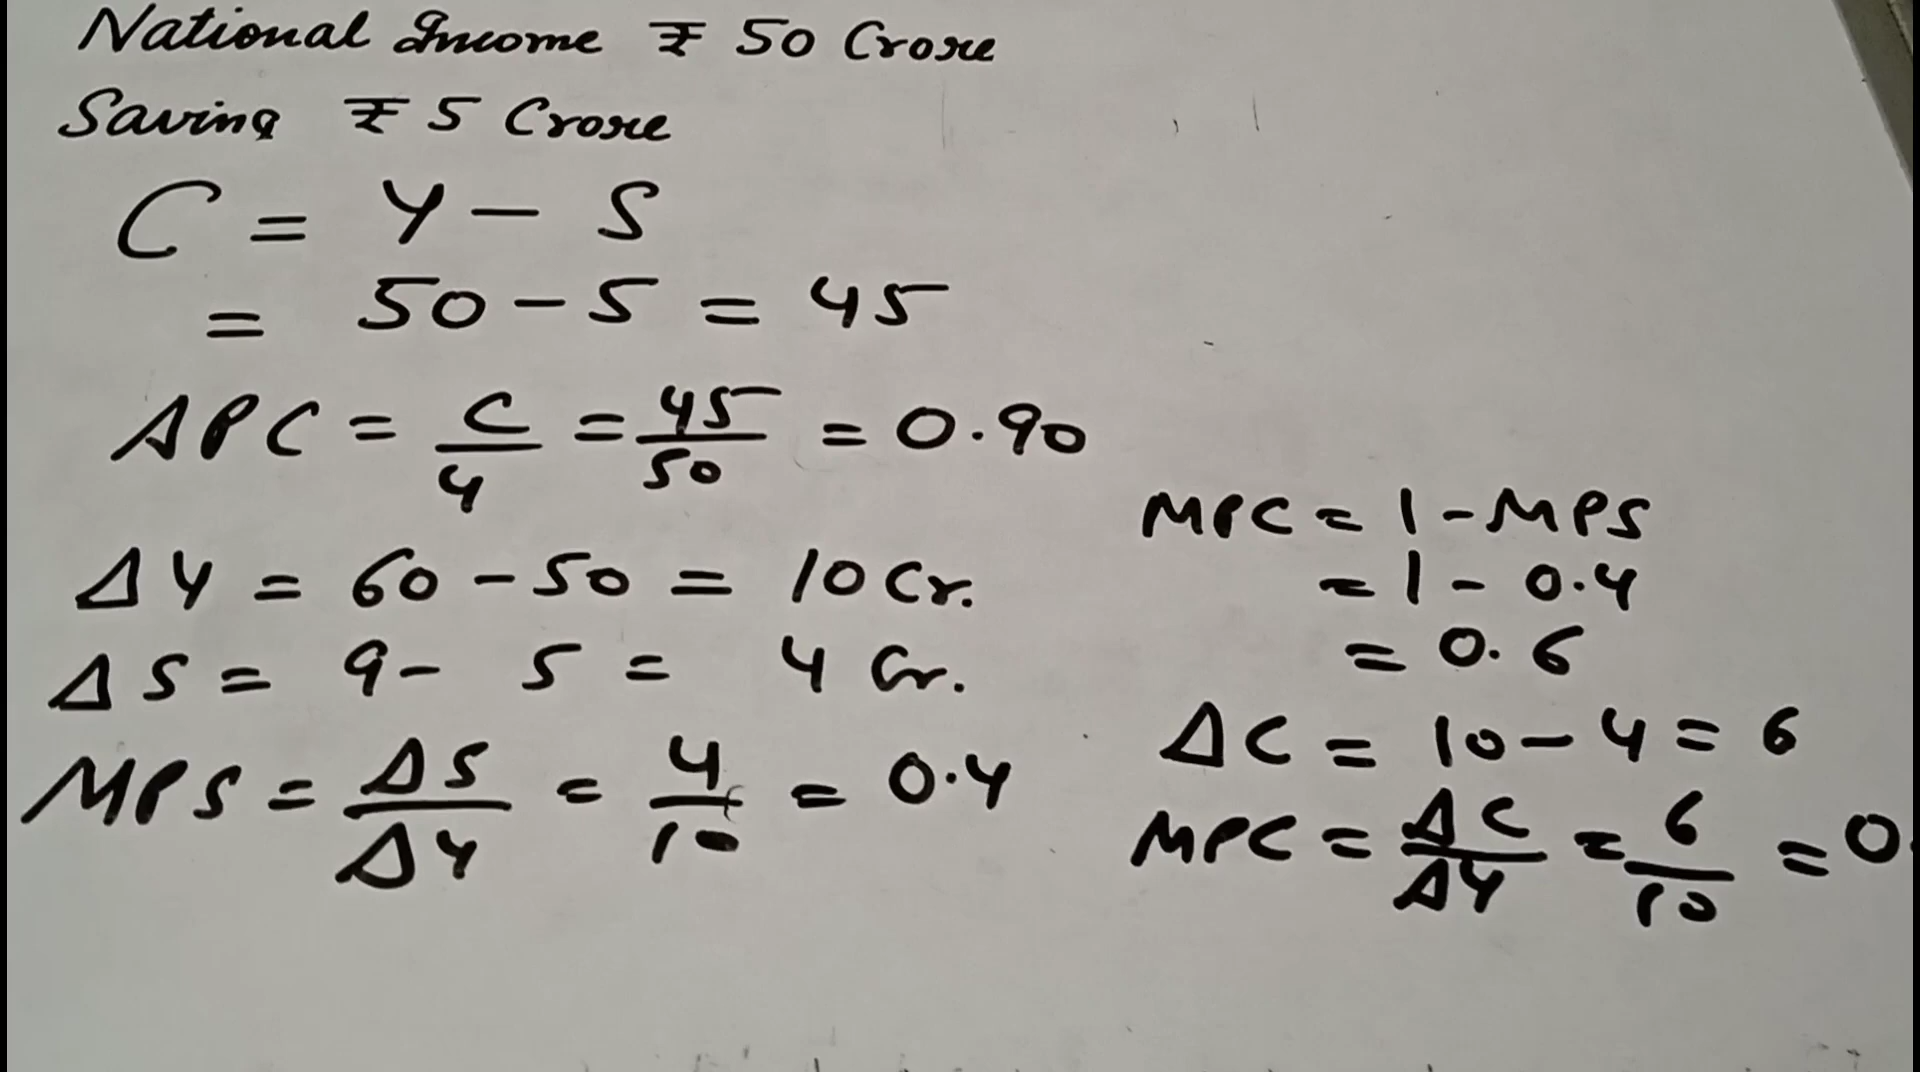 National Income ₹ 50 Crore
Saving ₹ 5 Crore
C = Y - S
= 50 - 5 = 45
APC = C/Y = 45/50 = 0.90
ΔY = 60 - 50 = 10 Cr.
ΔS = 9 - 5 = 4 Cr.
MPS = ΔS/ΔY = 4/10 = 0.4
MPC = 1 - MPS
= 1 - 0.4
= 0.6
ΔC = 10 - 4 = 6
MPC = ΔC/ΔY = 6/10 = 0.